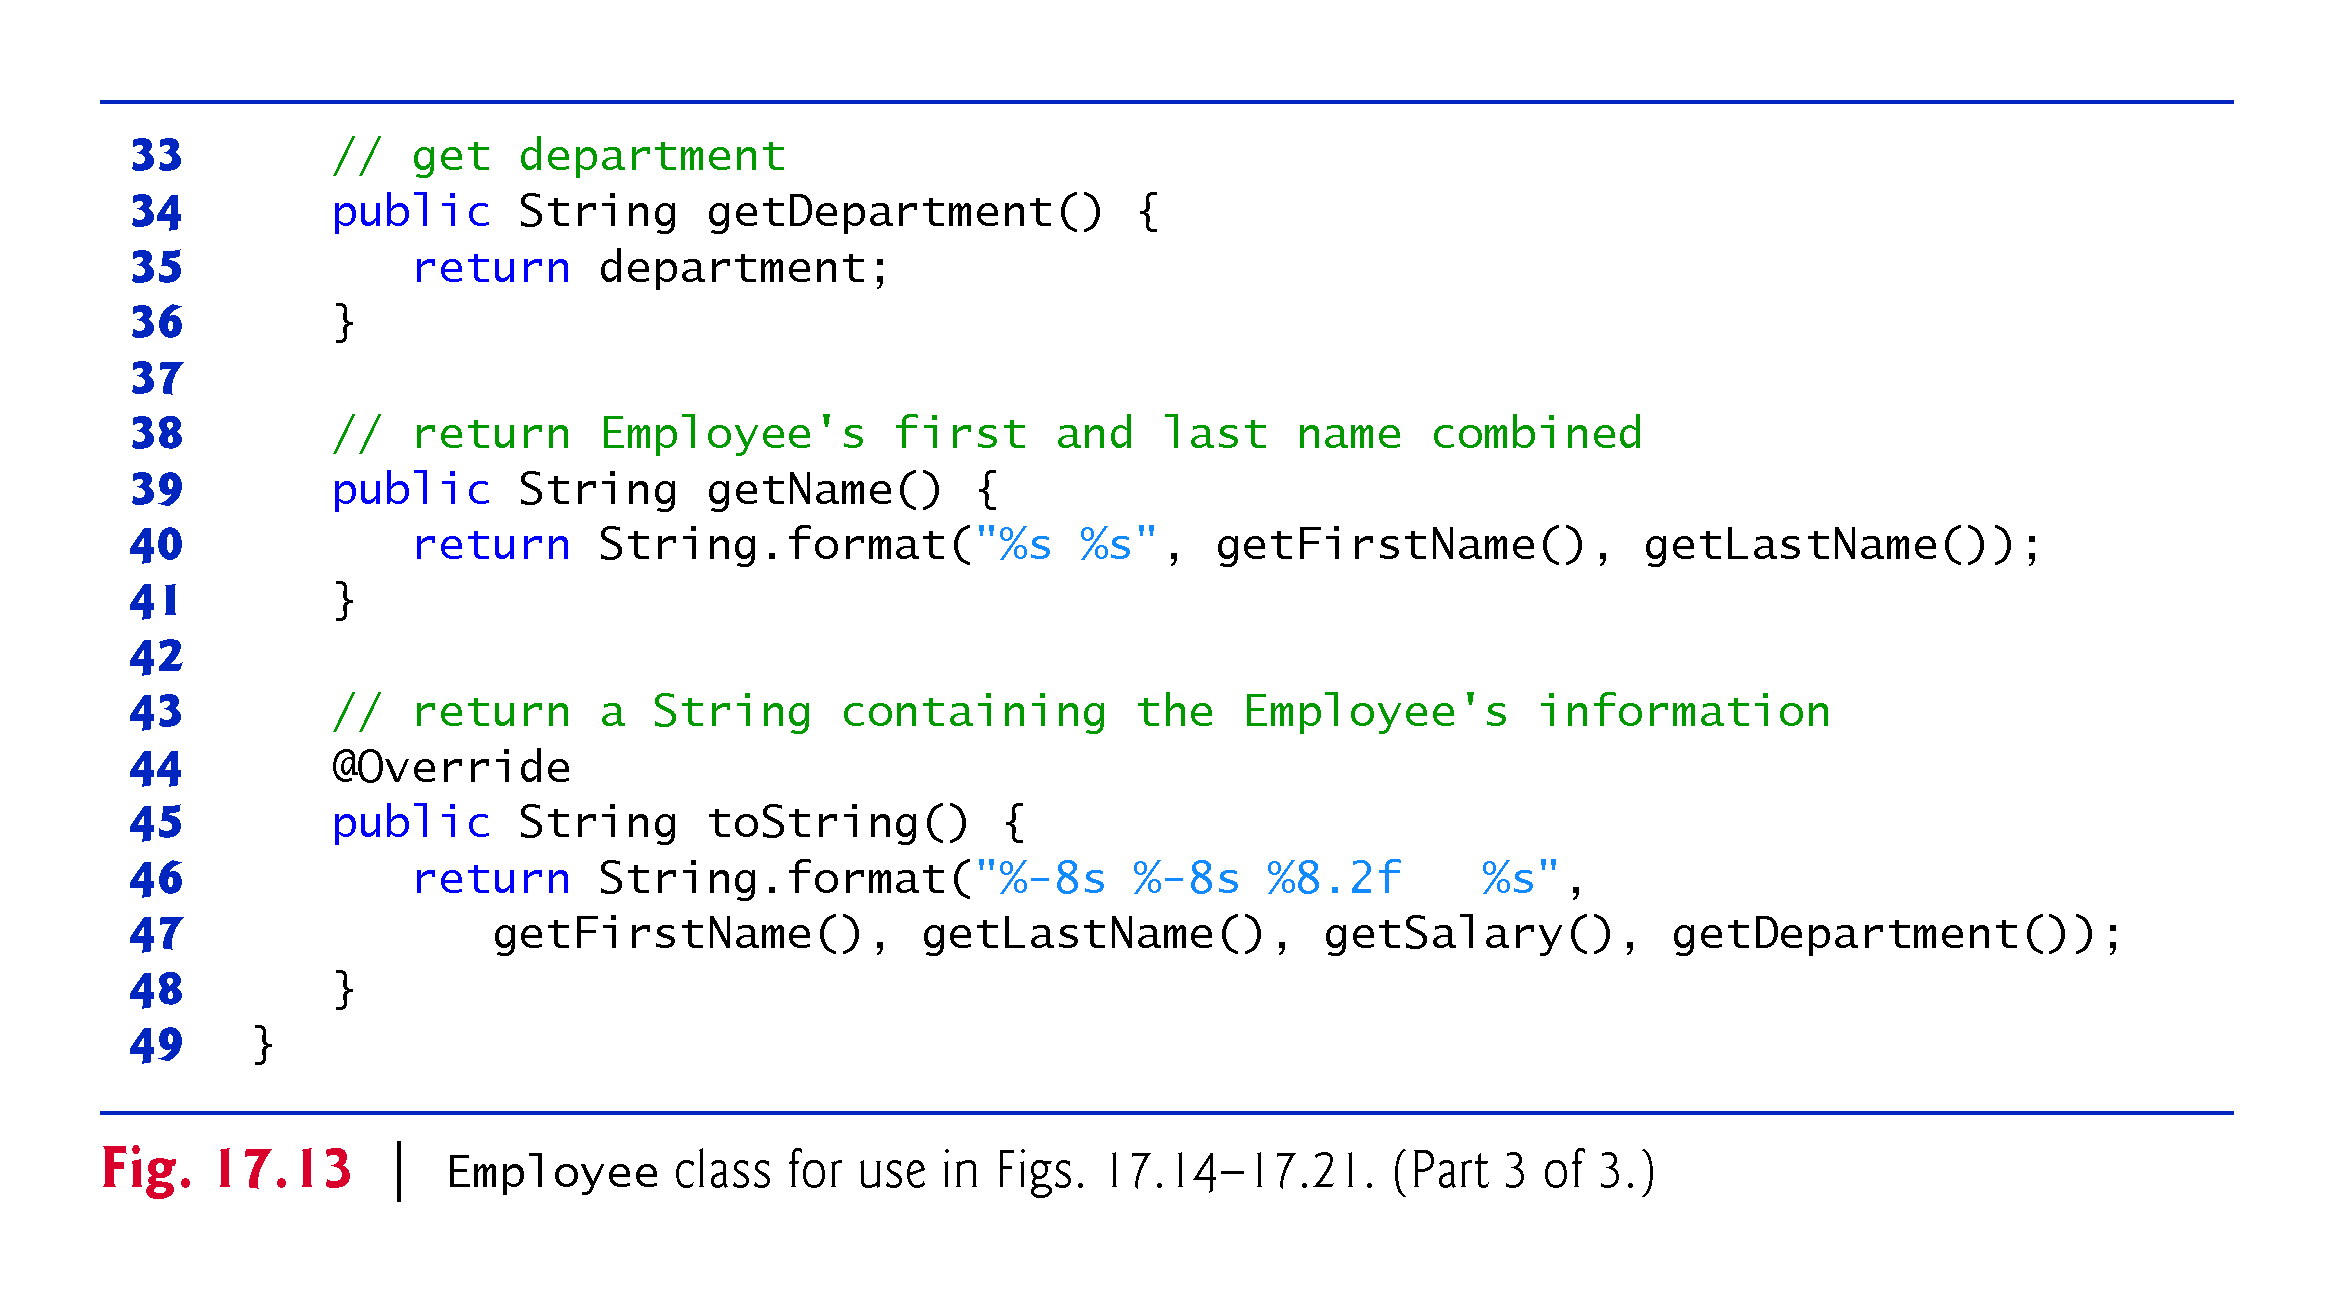 33 // get department
34 public String getDepartment() {
35 return department;
36 }
37
38 // return Employee's first and last name combined
39 public String getName() {
40 return String.format("%s %s", getFirstName(), getLastName());
41 }
42
43 // return a String containing the Employee's information
44 @Override
45 public String toString() {
46 return String.format("%-8s %-8s %8.2f   %s",
47 getFirstName(), getLastName(), getSalary(), getDepartment());
48 }
49 }
Fig. 17.13 | Employee class for use in Figs. 17.14–17.21. (Part 3 of 3.)